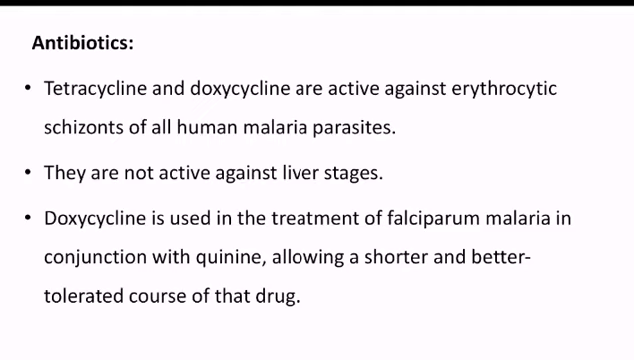 Antibiotics:
• Tetracycline and doxycycline are active against erythrocytic
schizonts of all human malaria parasites.
• They are not active against liver stages.
• Doxycycline is used in the treatment of falciparum malaria in
conjunction with quinine, allowing a shorter and better-
tolerated course of that drug.